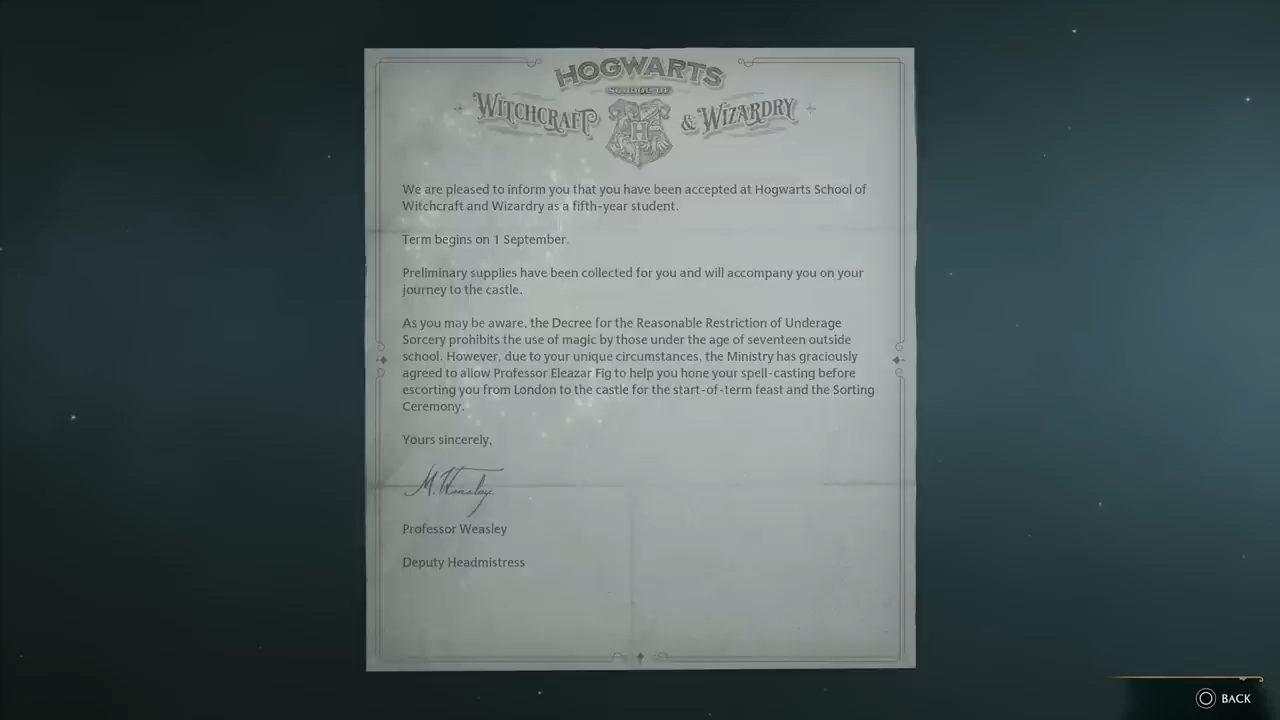 HOGWARTS
SCHOOL OF
WITCHCRAFT & WIZARDRY
H
We are pleased to inform you that you have been accepted at Hogwarts School of
Witchcraft and Wizardry as a fifth-year student.
Term begins on 1 September.
Preliminary supplies have been collected for you and will accompany you on your
journey to the castle.
As you may be aware, the Decree for the Reasonable Restriction of Underage
Sorcery prohibits the use of magic by those under the age of seventeen outside
school. However, due to your unique circumstances, the Ministry has graciously
agreed to allow Professor Eleazar Fig to help you hone your spell-casting before
escorting you from London to the castle for the start-of-term feast and the Sorting
Ceremony.
Yours sincerely,
M. Weasley
Professor Weasley
Deputy Headmistress
BACK